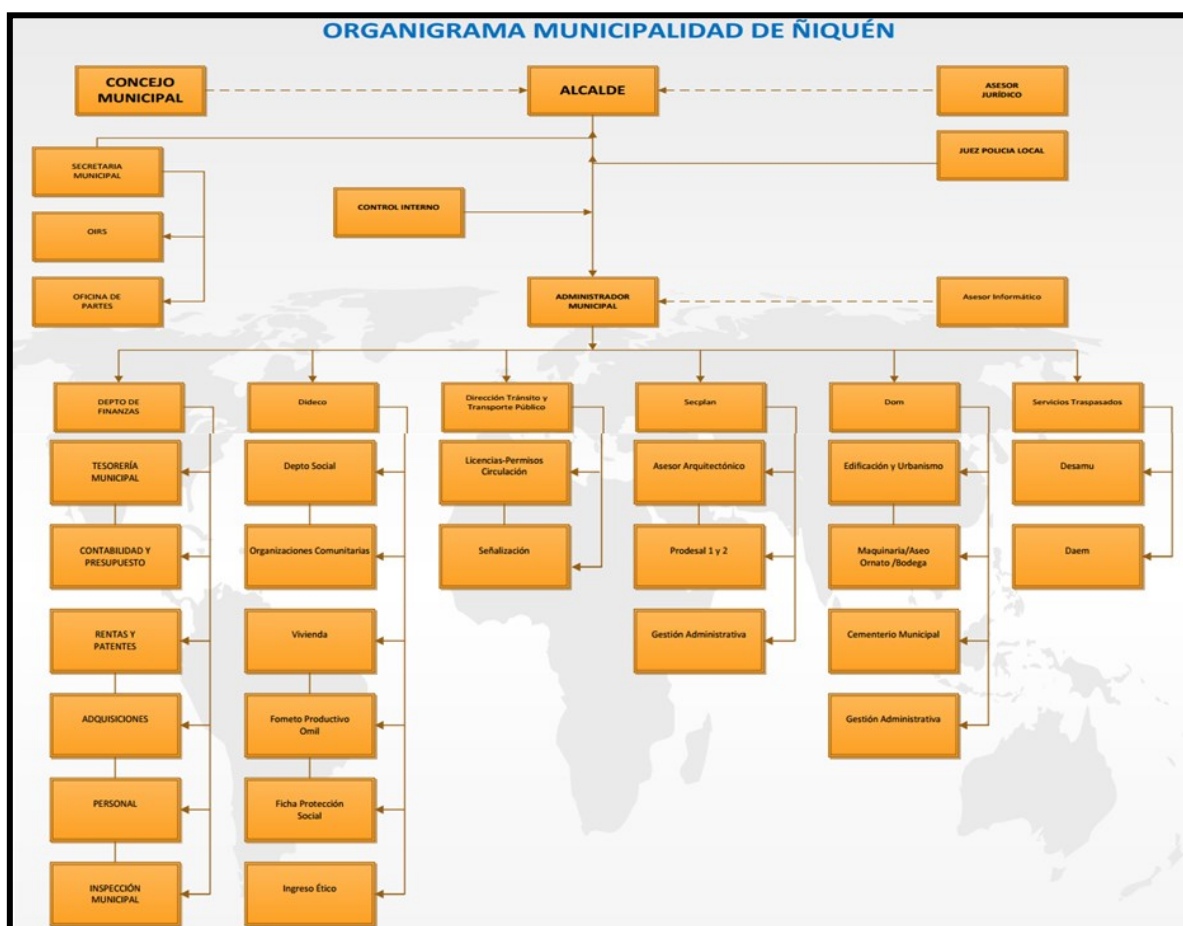 ORGANIGRAMA MUNICIPALIDAD DE ÑIQUÉN
CONCEJO
MUNICIPAL
ALCALDE
ASESOR
JURÍDICO
SECRETARIA
MUNICIPAL
JUEZ POLICIA LOCAL
CONTROL INTERNO
OIRS
OFICINA DE
PARTES
ADMINISTRADOR
MUNICIPAL
Asesor Informático
DEPTO DE
FINANZAS
TESORERÍA
MUNICIPAL
CONTABILIDAD Y
PRESUPUESTO
RENTAS Y
PATENTES
ADQUISICIONES
PERSONAL
INSPECCIÓN
MUNICIPAL
Dideco
Depto Social
Organizaciones Comunitarias
Vivienda
Fometo Productivo
Omil
Ficha Protección
Social
Ingreso Ético
Dirección Tránsito y
Transporte Público
Licencias-Permisos
Circulación
Señalización
Secplan
Asesor Arquitectónico
Prodesal 1 y 2
Gestión Administrativa
Dom
Edificación y Urbanismo
Maquinaria/Aseo
Ornato /Bodega
Cementerio Municipal
Gestión Administrativa
Servicios Traspasados
Desamu
Daem